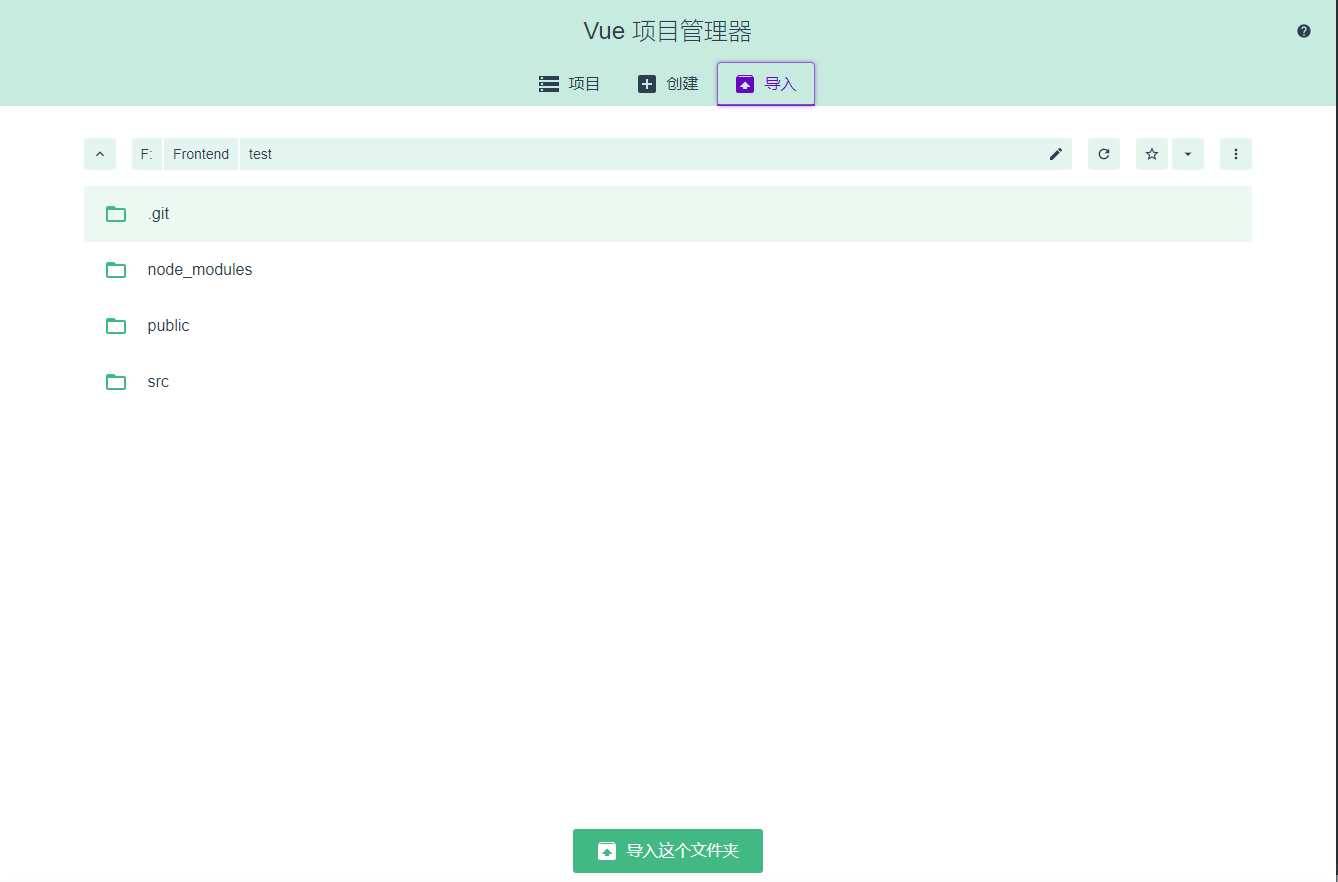 Vue 项目管理器
项目 创建 导入
F: Frontend test
.git
node_modules
public
src
导入这个文件夹